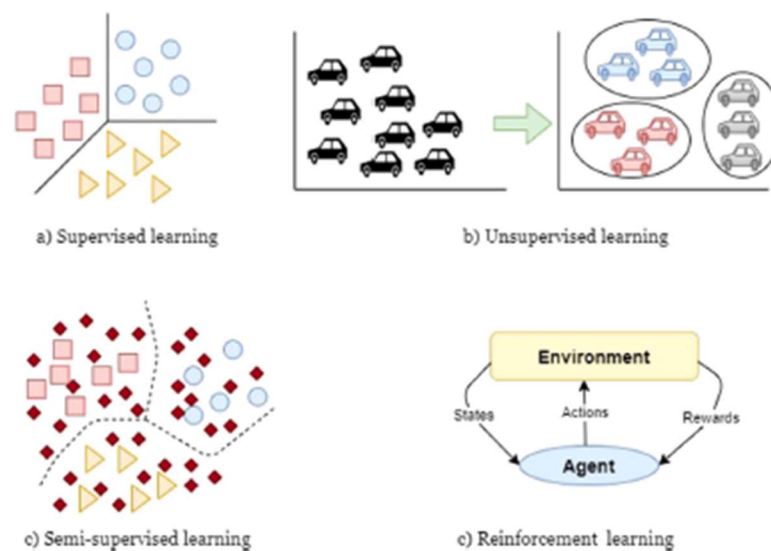 a) Supervised learning
b) Unsupervised learning
Environment
States
Actions
Rewards
Agent
c) Semi-supervised learning
c) Reinforcement learning